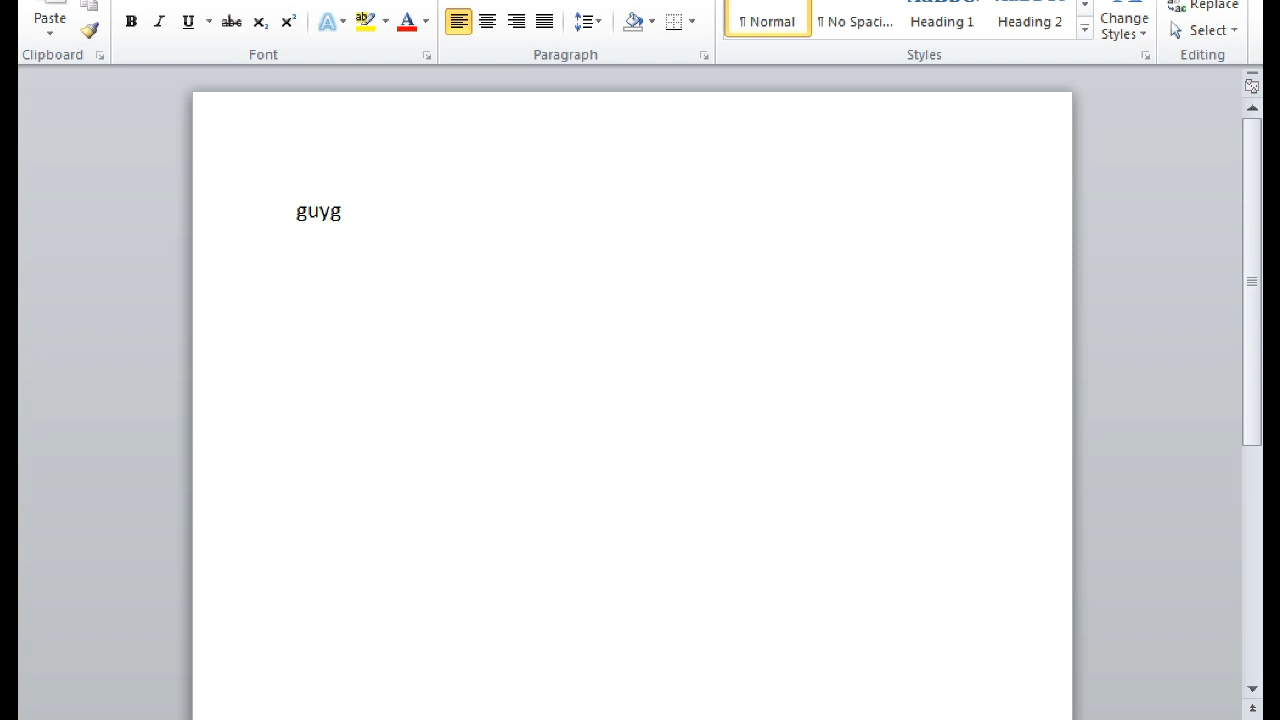 Paste
B I U abc x₂ x² A ab A
¶ Normal ¶ No Spaci... Heading 1 Heading 2
Change Styles
Replace
Select
Clipboard Font Paragraph Styles Editing
guyg